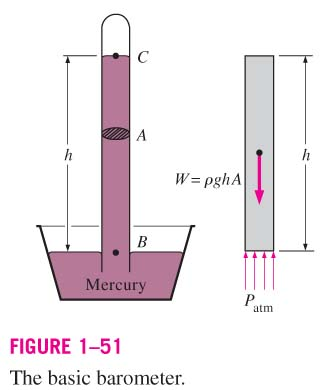 C
A
h
h
W = ρghA
B
Mercury
P_atm
FIGURE 1–51
The basic barometer.